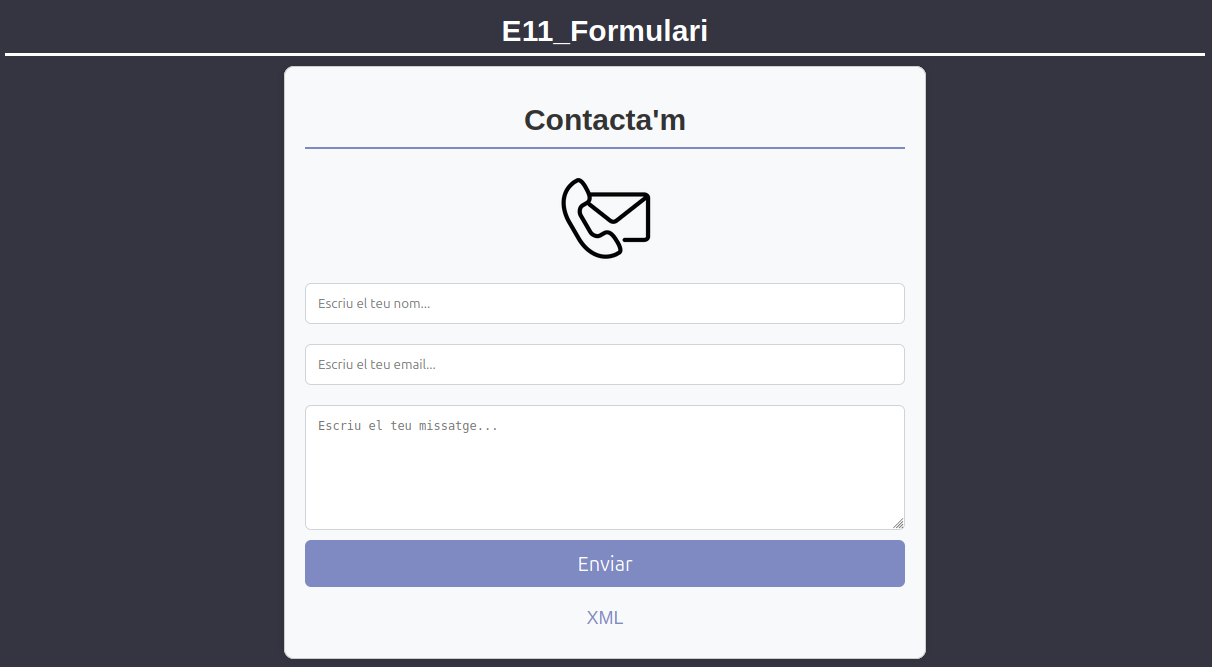 E11_Formulari
Contacta'm
Escriu el teu nom...
Escriu el teu email...
Escriu el teu missatge...
Enviar
XML